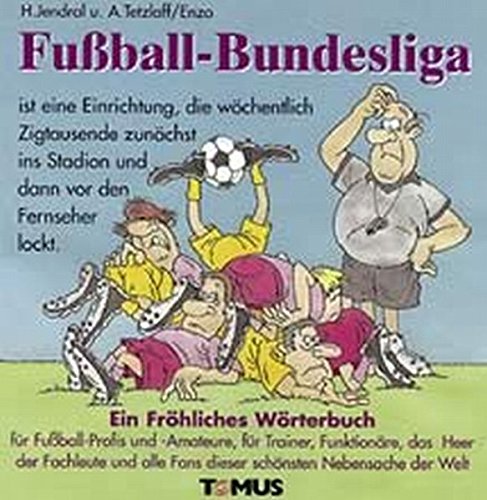 H.Jendral u. A.Tetzlaff/Enzo
Fußball-Bundesliga
ist eine Einrichtung, die wöchentlich
Zigtausende zunächst
ins Stadion und
dann vor den
Fernseher
lockt.
Ein Fröhliches Wörterbuch
für Fußball-Profis und -Amateure, für Trainer, Funktionäre, das Heer
der Fachleute und alle Fans dieser schönsten Nebensache der Welt
TOMUS